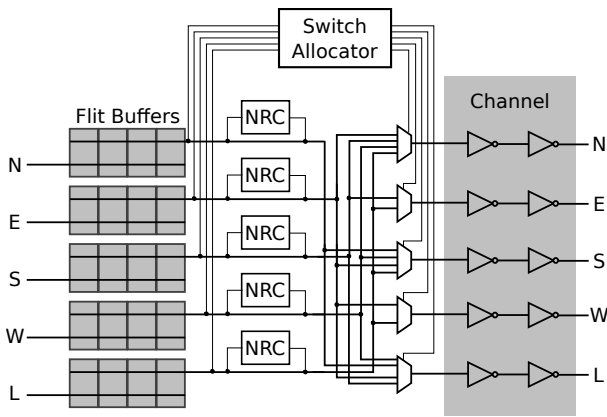 Switch
Allocator
Flit Buffers
Channel
NRC
NRC
NRC
NRC
NRC
N
E
S
W
L
N
E
S
W
L